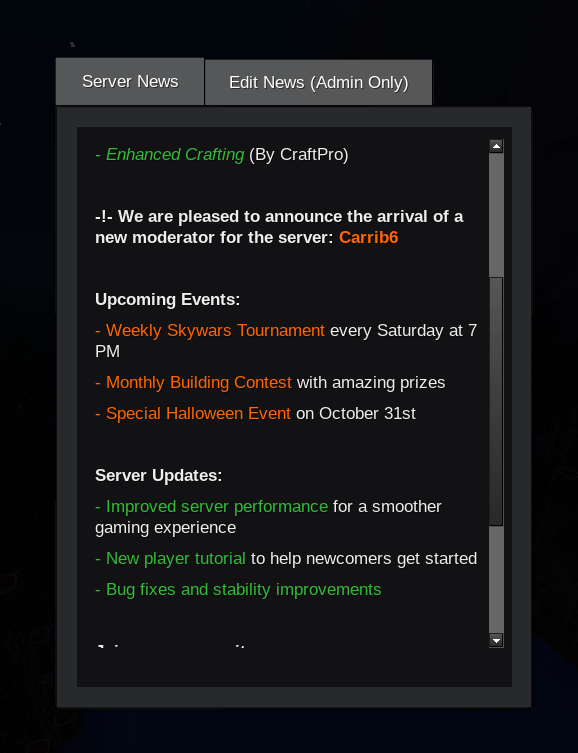 Server News
Edit News (Admin Only)
- Enhanced Crafting (By CraftPro)
-!- We are pleased to announce the arrival of a
new moderator for the server: Carrib6
Upcoming Events:
- Weekly Skywars Tournament every Saturday at 7
PM
- Monthly Building Contest with amazing prizes
- Special Halloween Event on October 31st
Server Updates:
- Improved server performance for a smoother
gaming experience
- New player tutorial to help newcomers get started
- Bug fixes and stability improvements